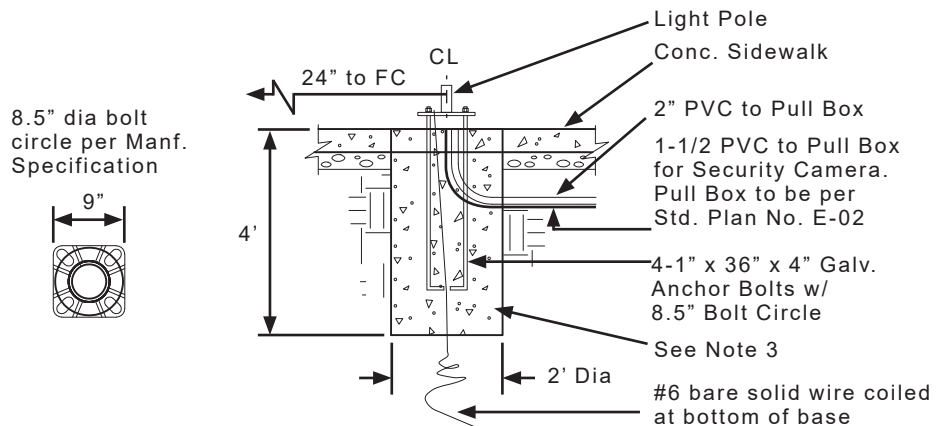 Light Pole
CL
Conc. Sidewalk
24” to FC
8.5” dia bolt
circle per Manf.
Specification
2” PVC to Pull Box
1-1/2 PVC to Pull Box
for Security Camera.
Pull Box to be per
Std. Plan No. E-02
9”
4’
4-1” x 36” x 4” Galv.
Anchor Bolts w/
8.5” Bolt Circle
See Note 3
2’ Dia
#6 bare solid wire coiled
at bottom of base